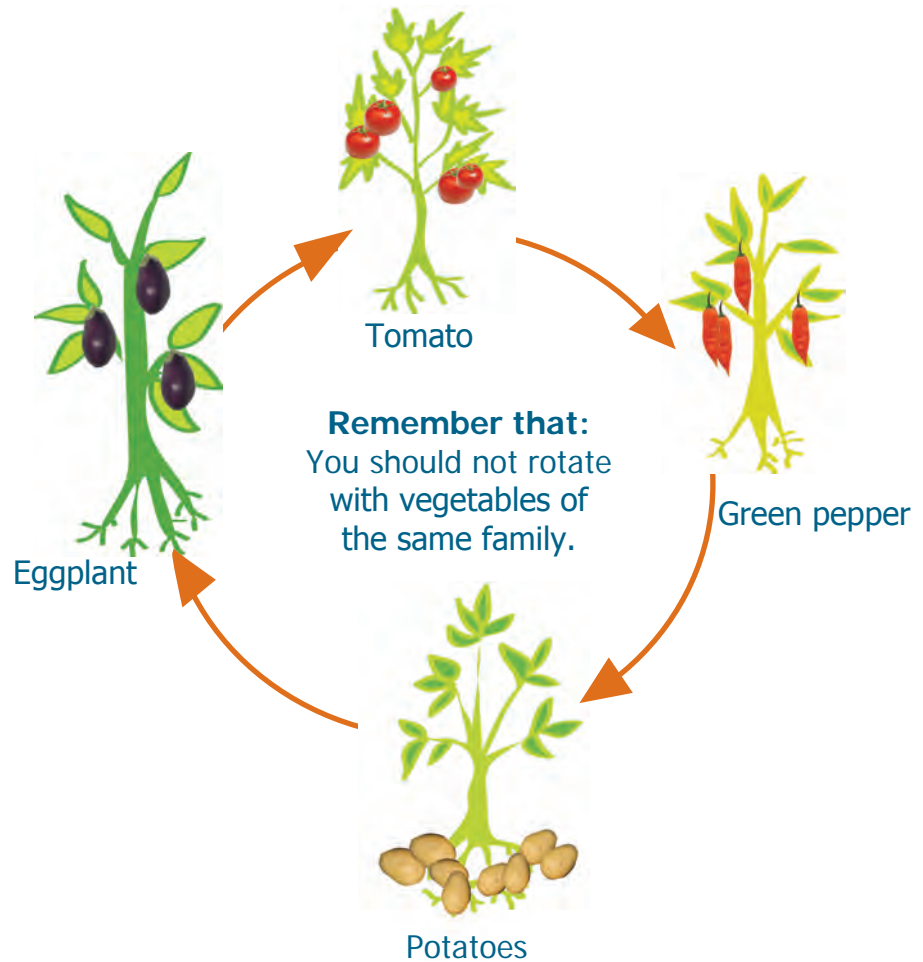 Tomato
Remember that:
You should not rotate
with vegetables of
the same family.
Green pepper
Eggplant
Potatoes